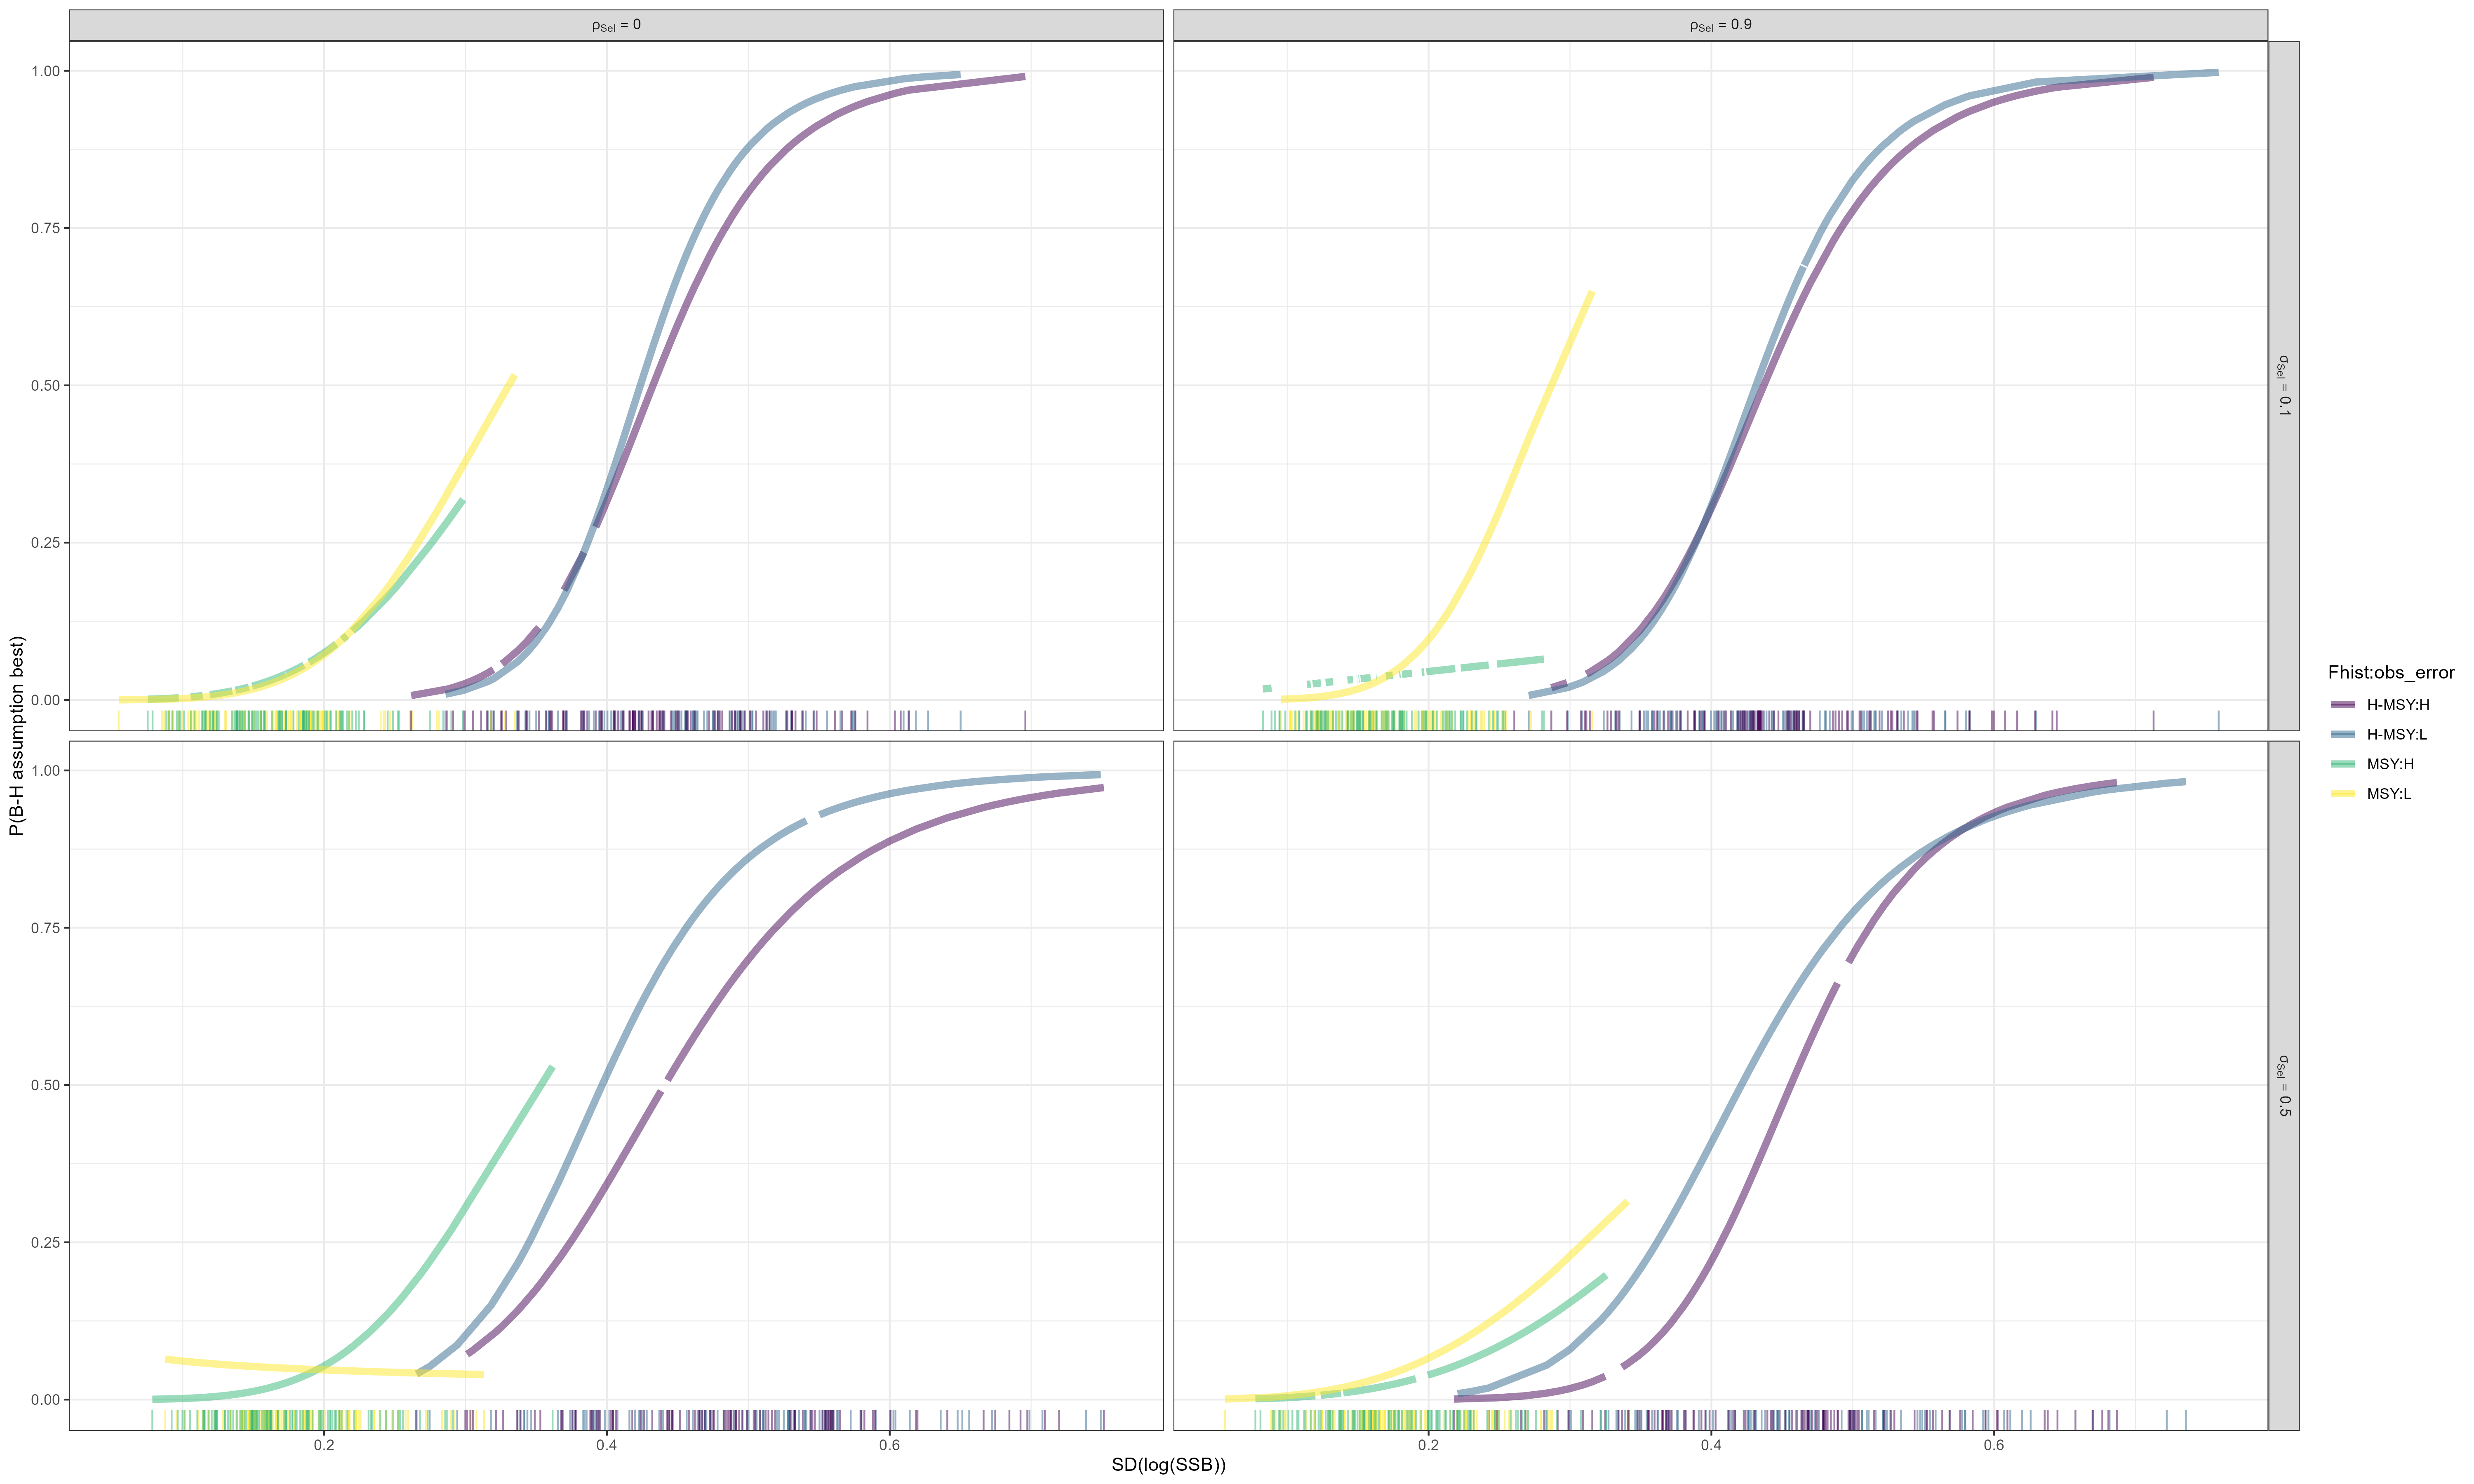 ρSel = 0
ρSel = 0.9
1.00
0.75
0.50
0.25
0.00
σSel = 0.1
1.00
0.75
0.50
0.25
0.00
σSel = 0.5
0.2
0.4
0.6
0.2
0.4
0.6
SD(log(SSB))
P(B-H assumption best)
Fhist:obs_error
H-MSY:H
H-MSY:L
MSY:H
MSY:L